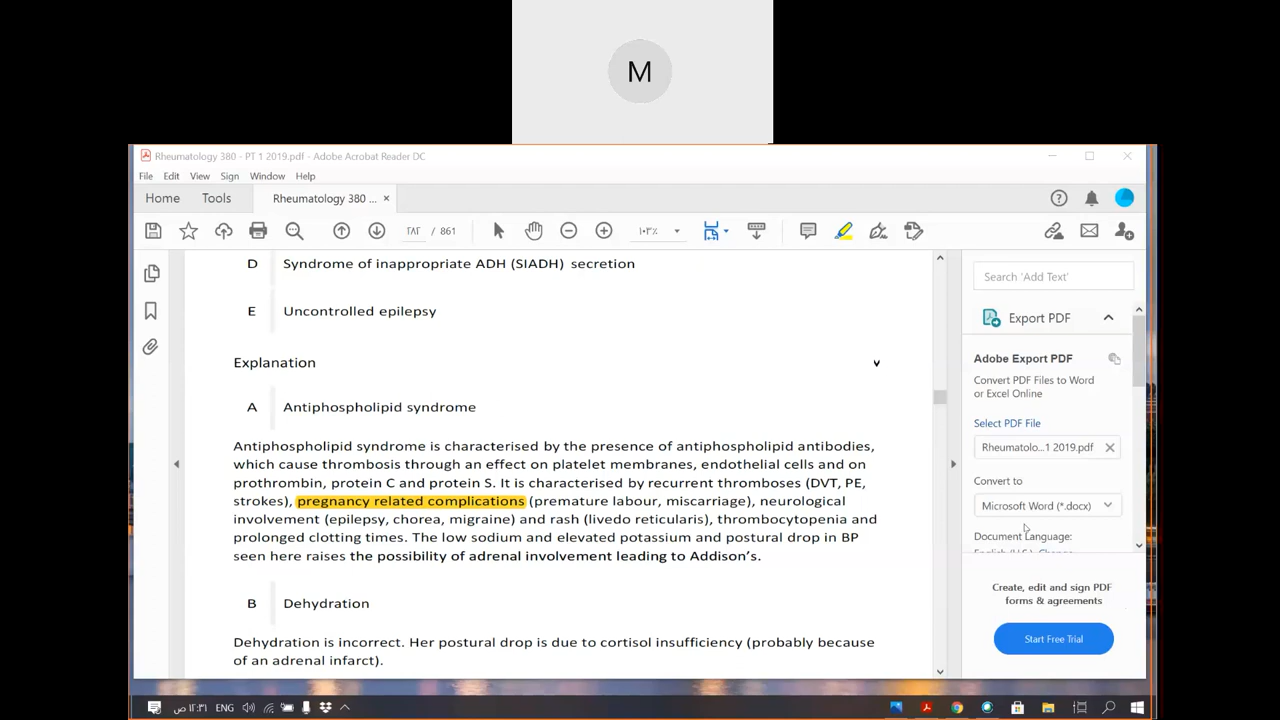 M
Rheumatology 380 - PT 1 2019.pdf - Adobe Acrobat Reader DC
File Edit View Sign Window Help
Home Tools Rheumatology 380 ... ×
٢٨٢ / 861 ١٠٣٪
D Syndrome of inappropriate ADH (SIADH) secretion
E Uncontrolled epilepsy
Explanation
A Antiphospholipid syndrome
Antiphospholipid syndrome is characterised by the presence of antiphospholipid antibodies,
which cause thrombosis through an effect on platelet membranes, endothelial cells and on
prothrombin, protein C and protein S. It is characterised by recurrent thromboses (DVT, PE,
strokes), pregnancy related complications (premature labour, miscarriage), neurological
involvement (epilepsy, chorea, migraine) and rash (livedo reticularis), thrombocytopenia and
prolonged clotting times. The low sodium and elevated potassium and postural drop in BP
seen here raises the possibility of adrenal involvement leading to Addison's.
B Dehydration
Dehydration is incorrect. Her postural drop is due to cortisol insufficiency (probably because
of an adrenal infarct).
Search 'Add Text'
Export PDF
Adobe Export PDF
Convert PDF Files to Word
or Excel Online
Select PDF File
Rheumatolo...1 2019.pdf
Convert to
Microsoft Word (*.docx)
Document Language:
English (U.S.) Change
Create, edit and sign PDF
forms & agreements
Start Free Trial
ص ١٢:٣١ ENG